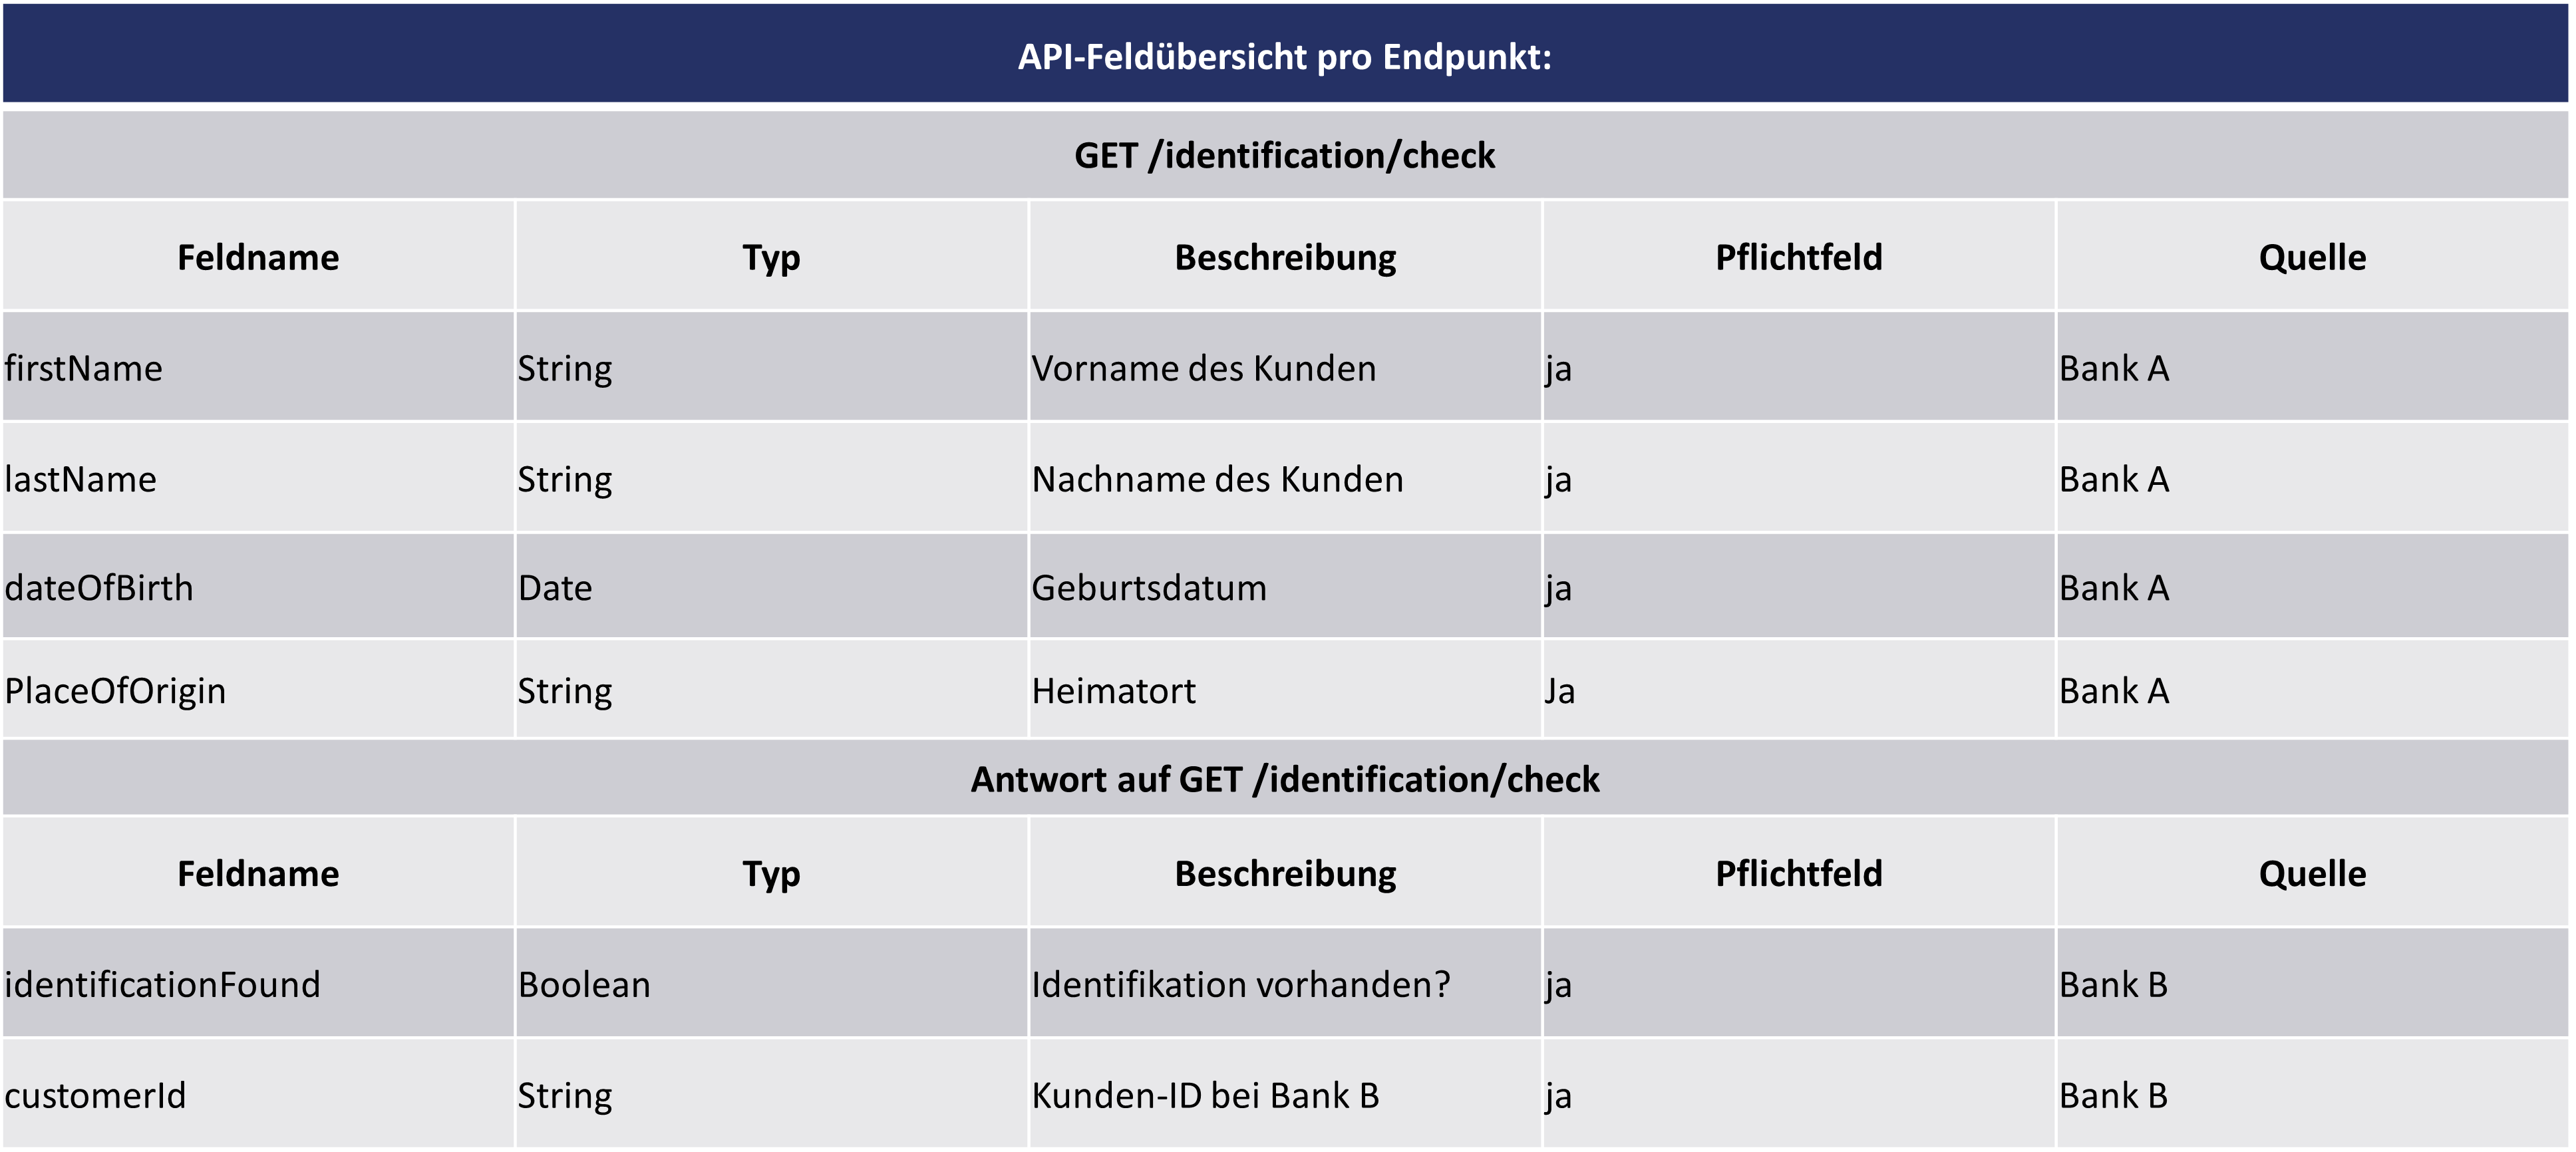 API-Feldübersicht pro Endpunkt:
GET /identification/check
Feldname Typ Beschreibung Pflichtfeld Quelle
firstName String Vorname des Kunden ja Bank A
lastName String Nachname des Kunden ja Bank A
dateOfBirth Date Geburtsdatum ja Bank A
PlaceOfOrigin String Heimatort Ja Bank A
Antwort auf GET /identification/check
Feldname Typ Beschreibung Pflichtfeld Quelle
identificationFound Boolean Identifikation vorhanden? ja Bank B
customerId String Kunden-ID bei Bank B ja Bank B